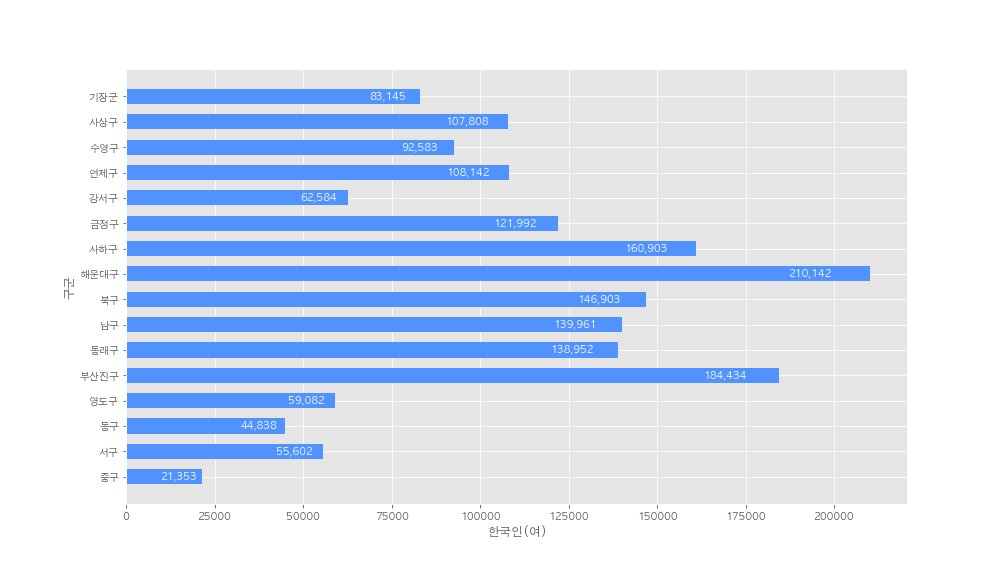 기장군 83,145
사상구 107,808
수영구 92,583
연제구 108,142
강서구 62,584
금정구 121,992
사하구 160,903
해운대구 210,142
북구 146,903
남구 139,961
동래구 138,952
부산진구 184,434
영도구 59,082
동구 44,838
서구 55,602
중구 21,353
구군
0 25000 50000 75000 100000 125000 150000 175000 200000
한국인(여)